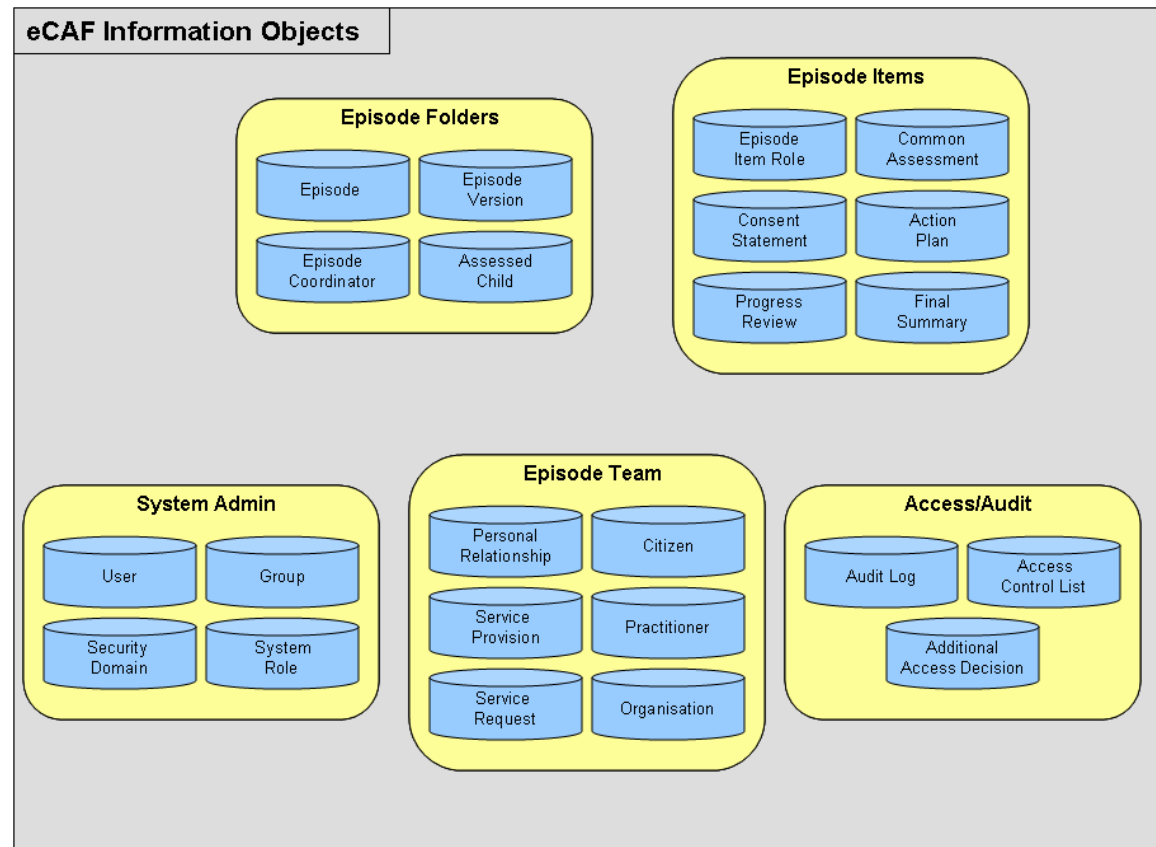 eCAF Information Objects
Episode Folders
Episode
Episode
Version
Episode
Coordinator
Assessed
Child
Episode Items
Episode
Item Role
Common
Assessment
Consent
Statement
Action
Plan
Progress
Review
Final
Summary
System Admin
User
Group
Security
Domain
System
Role
Episode Team
Personal
Relationship
Citizen
Service
Provision
Practitioner
Service
Request
Organisation
Access/Audit
Audit Log
Access
Control List
Additional
Access Decision